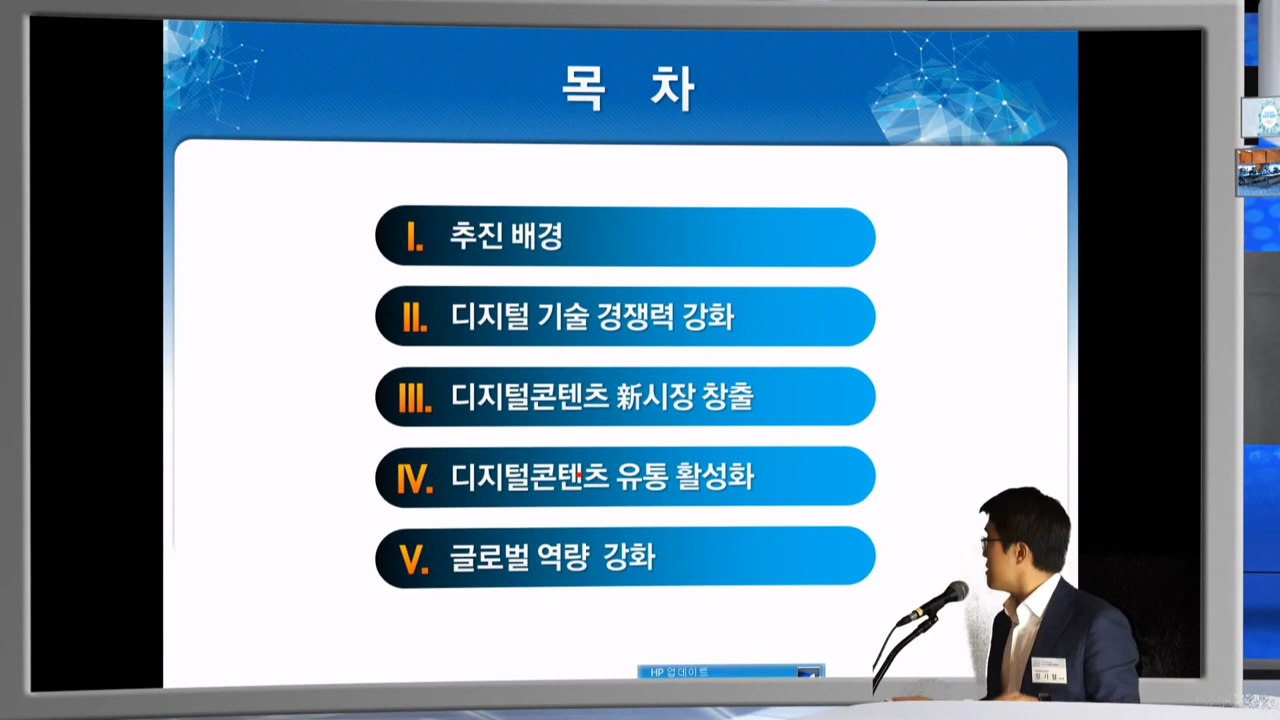 목 차
I. 추진 배경
II. 디지털 기술 경쟁력 강화
III. 디지털콘텐츠 新시장 창출
IV. 디지털콘텐츠 유통 활성화
V. 글로벌 역량 강화
HP 업데이트